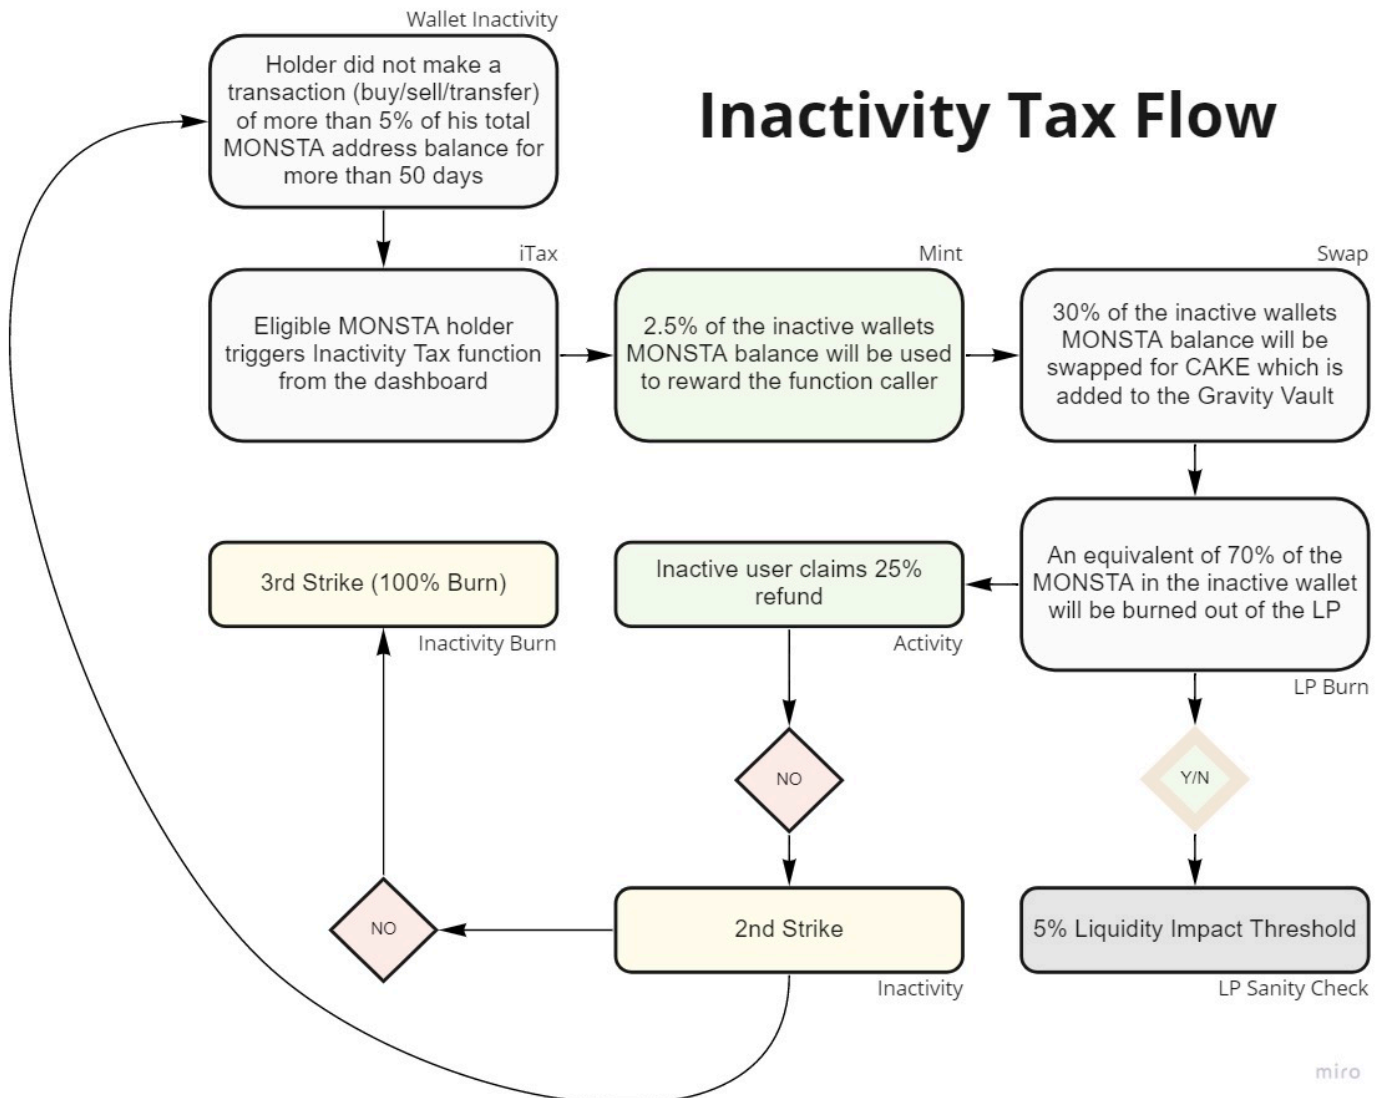 Wallet Inactivity
Holder did not make a
transaction (buy/sell/transfer)
of more than 5% of his total
MONSTA address balance for
more than 50 days
Inactivity Tax Flow
iTax
Eligible MONSTA holder
triggers Inactivity Tax function
from the dashboard
Mint
2.5% of the inactive wallets
MONSTA balance will be used
to reward the function caller
Swap
30% of the inactive wallets
MONSTA balance will be
swapped for CAKE which is
added to the Gravity Vault
3rd Strike (100% Burn)
Inactivity Burn
Inactive user claims 25%
refund
Activity
An equivalent of 70% of the
MONSTA in the inactive wallet
will be burned out of the LP
LP Burn
NO
Y/N
NO
2nd Strike
Inactivity
5% Liquidity Impact Threshold
LP Sanity Check
miro